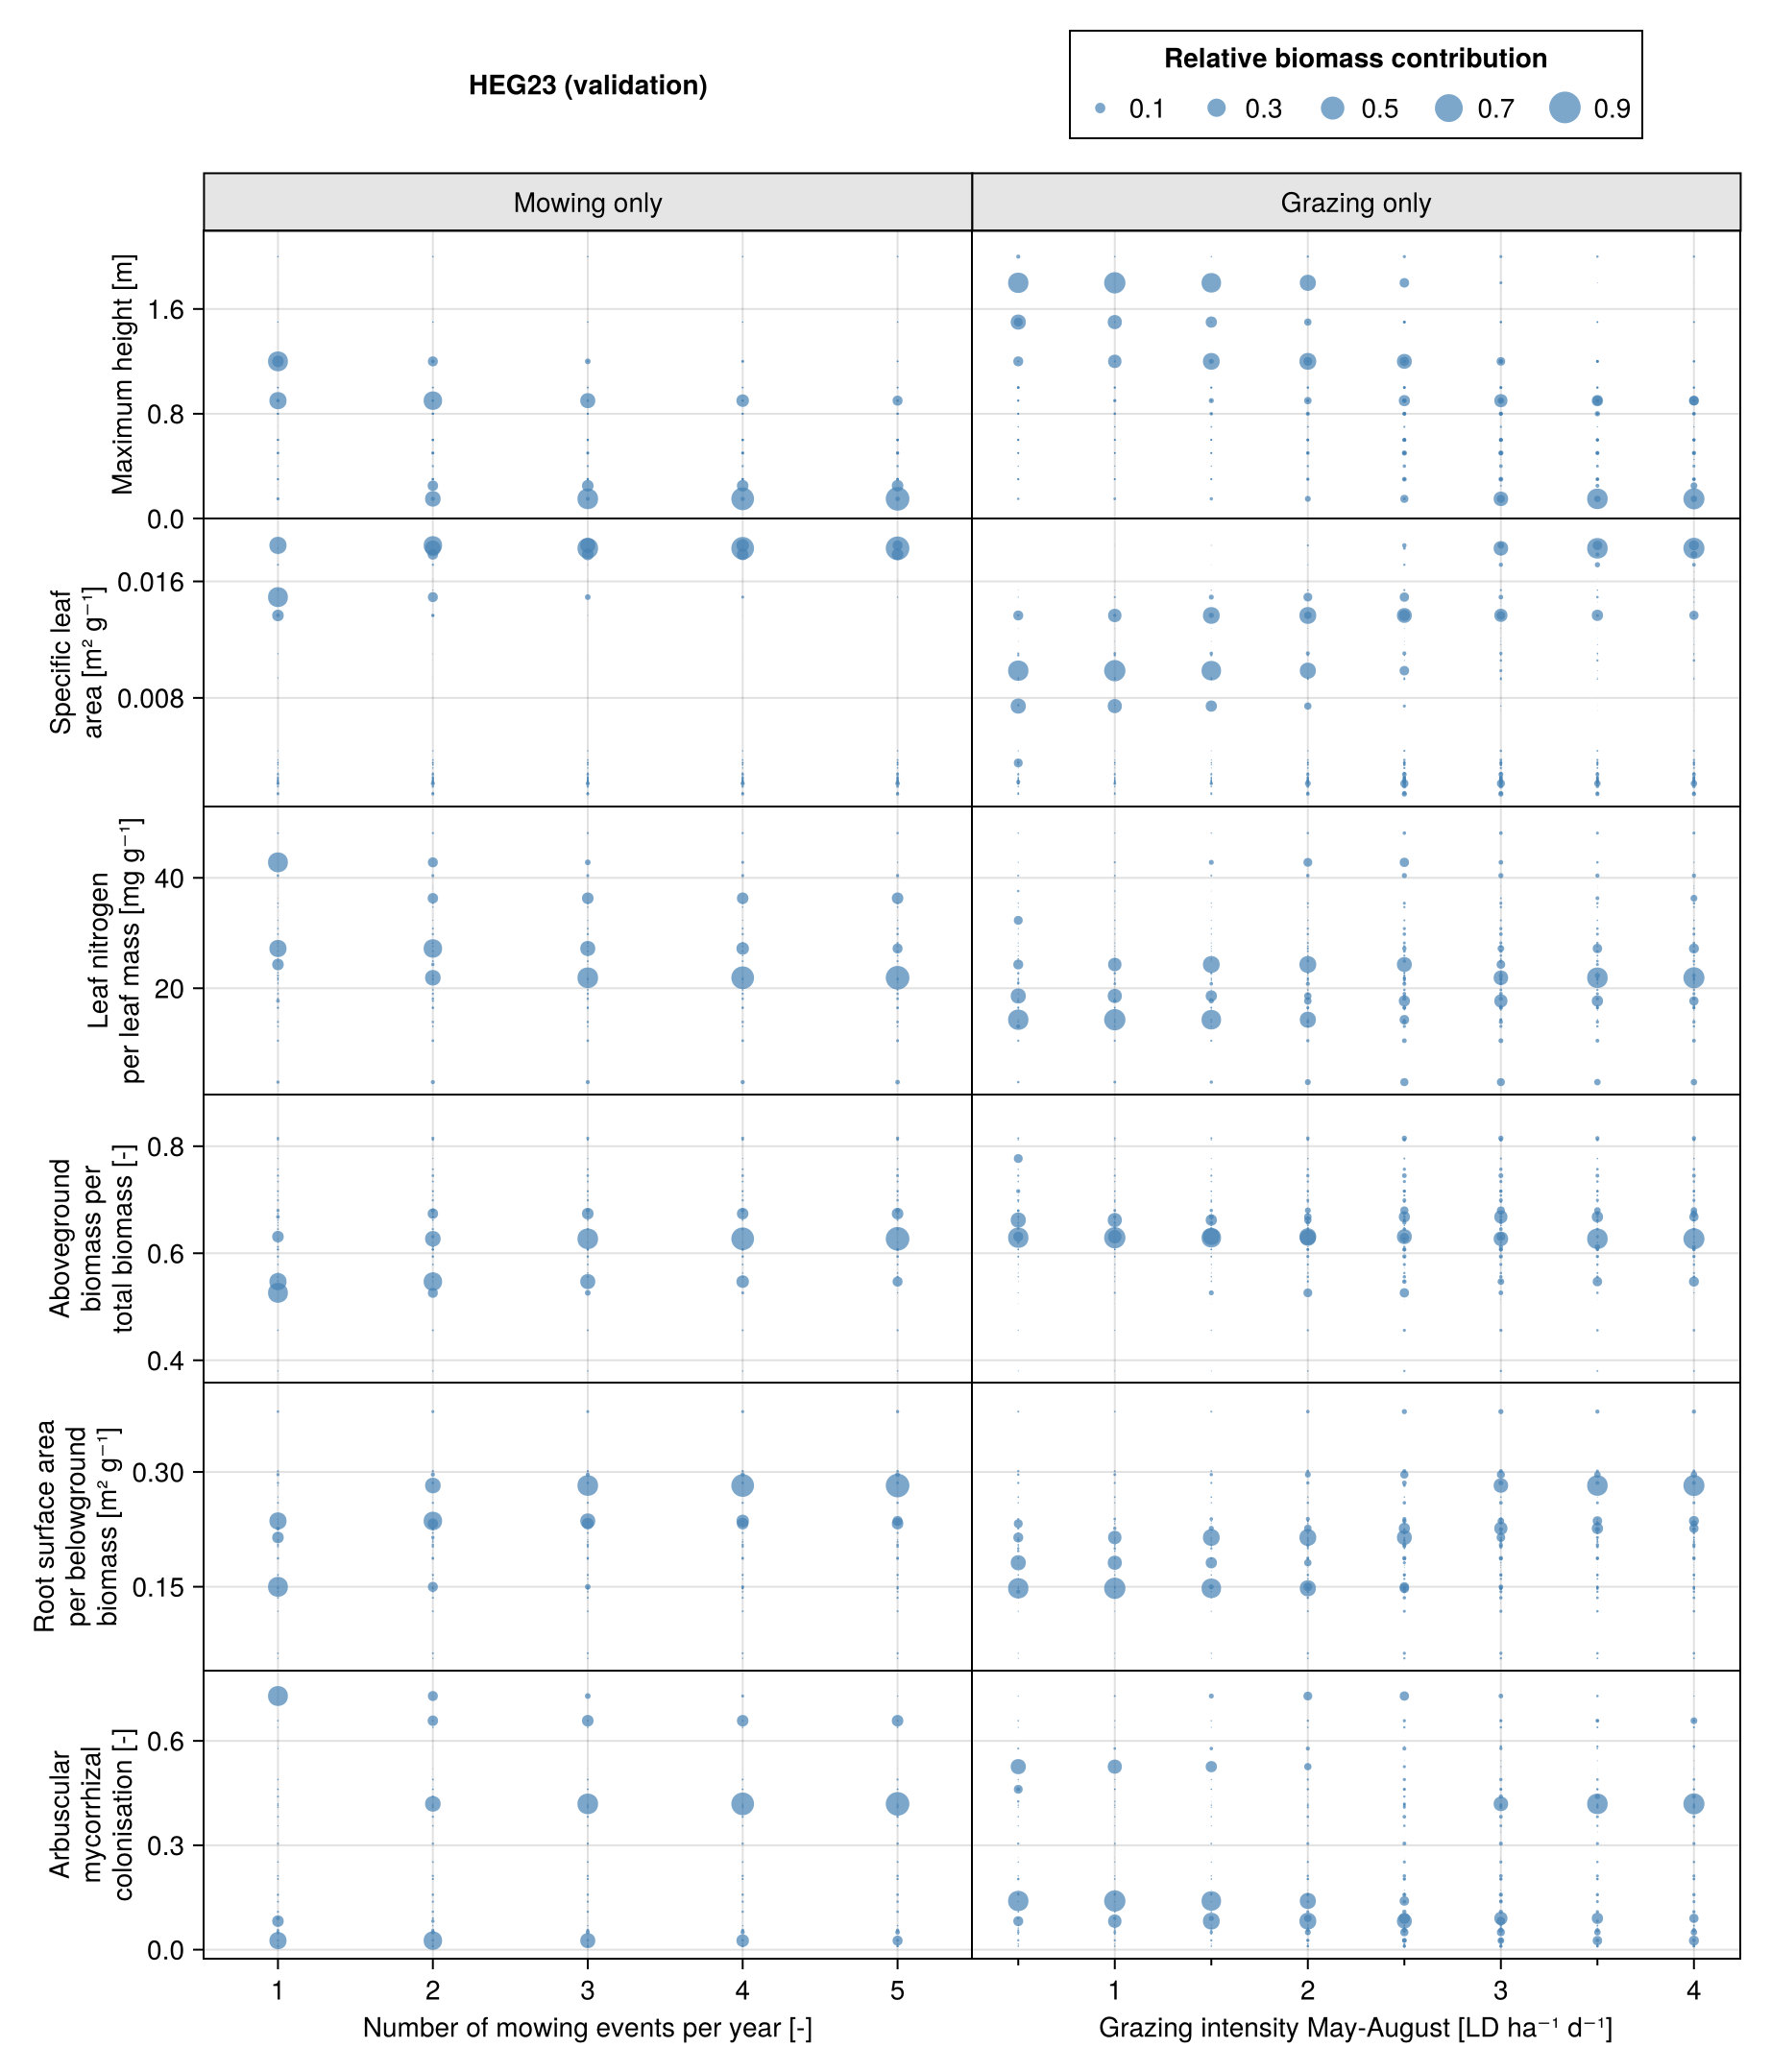 HEG23 (validation)
Relative biomass contribution
0.1 0.3 0.5 0.7 0.9
Mowing only
Grazing only
Maximum height [m]
1.6
0.8
0.0
Specific leaf
area [m² g⁻¹]
0.016
0.008
Leaf nitrogen
per leaf mass [mg g⁻¹]
40
20
Aboveground
biomass per
total biomass [-]
0.8
0.6
0.4
Root surface area
per belowground
biomass [m² g⁻¹]
0.30
0.15
Arbuscular
mycorrhizal
colonisation [-]
0.6
0.3
0.0
1 2 3 4 5
1 2 3 4
Number of mowing events per year [-]
Grazing intensity May-August [LD ha⁻¹ d⁻¹]